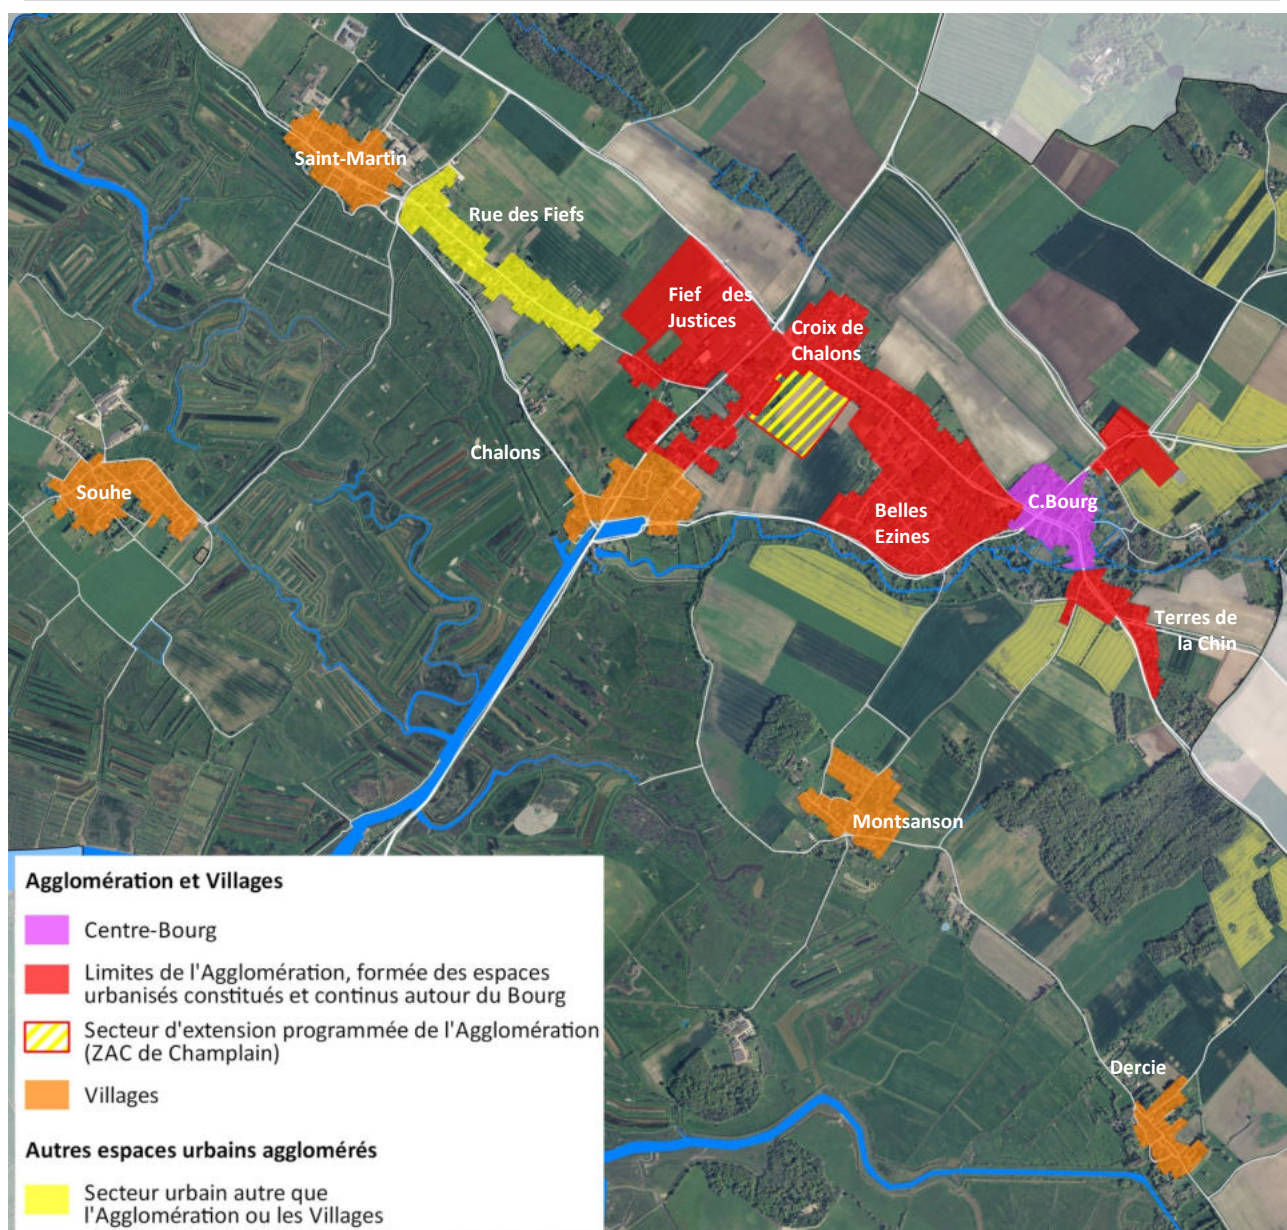 Saint-Martin
Rue des Fiefs
Fief des
Justices
Croix de
Chalons
Chalons
Souhe
C.Bourg
Belles
Ezines
Terres de
la Chin
Montsanson
Dercie
Agglomération et Villages
Centre-Bourg
Limites de l'Agglomération, formée des espaces
urbanisés constitués et continus autour du Bourg
Secteur d'extension programmée de l'Agglomération
(ZAC de Champlain)
Villages
Autres espaces urbains agglomérés
Secteur urbain autre que
l'Agglomération ou les Villages